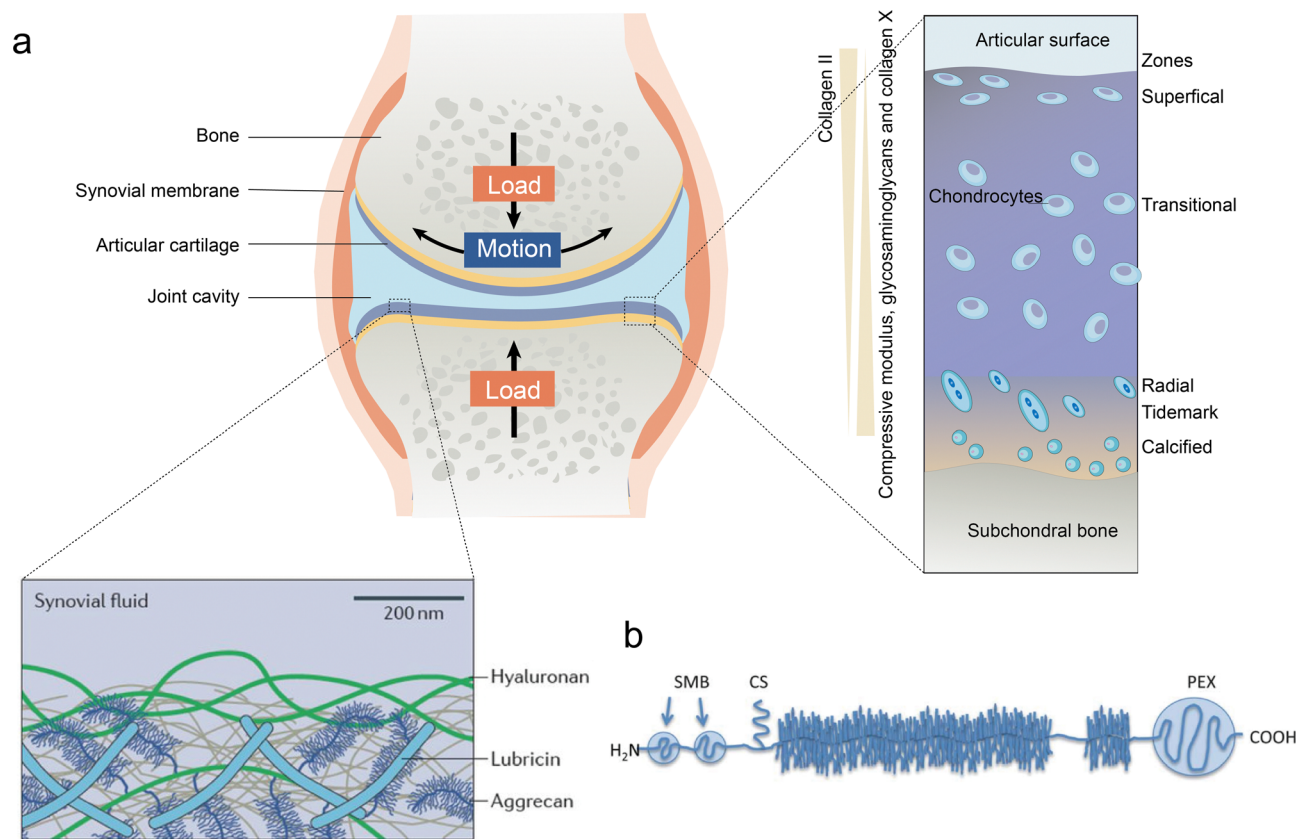 a
Bone
Synovial membrane
Articular cartilage
Joint cavity
Load
Motion
Load
Collagen II
Compressive modulus, glycosaminoglycans and collagen X
Articular surface
Zones
Superfical
Chondrocytes
Transitional
Radial
Tidemark
Calcified
Subchondral bone
Synovial fluid
200 nm
Hyaluronan
Lubricin
Aggrecan
b
SMB
CS
PEX
H₂N
COOH